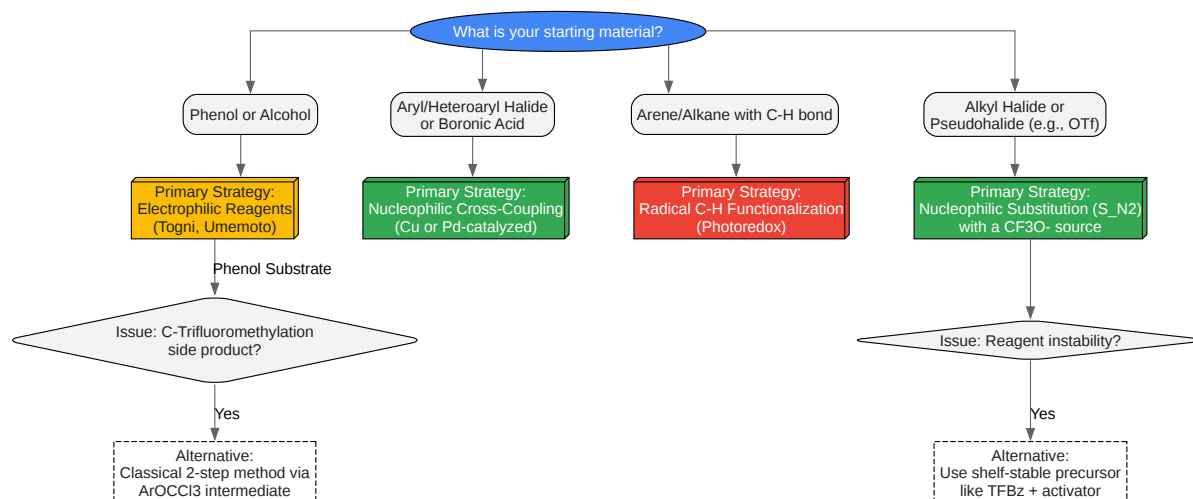 What is your starting material?
Phenol or Alcohol
Aryl/Heteroaryl Halide
or Boronic Acid
Arene/Alkane with C-H bond
Alkyl Halide or
Pseudohalide (e.g., OTf)
Primary Strategy:
Electrophilic Reagents
(Togni, Umemoto)
Primary Strategy:
Nucleophilic Cross-Coupling
(Cu or Pd-catalyzed)
Primary Strategy:
Radical C-H Functionalization
(Photoredox)
Primary Strategy:
Nucleophilic Substitution (S_N2)
with a CF3O- source
Phenol Substrate
Issue: C-Trifluoromethylation
side product?
Issue: Reagent instability?
Yes
Yes
Alternative:
Classical 2-step method via
ArOCCl3 intermediate
Alternative:
Use shelf-stable precursor
like TFBz + activator